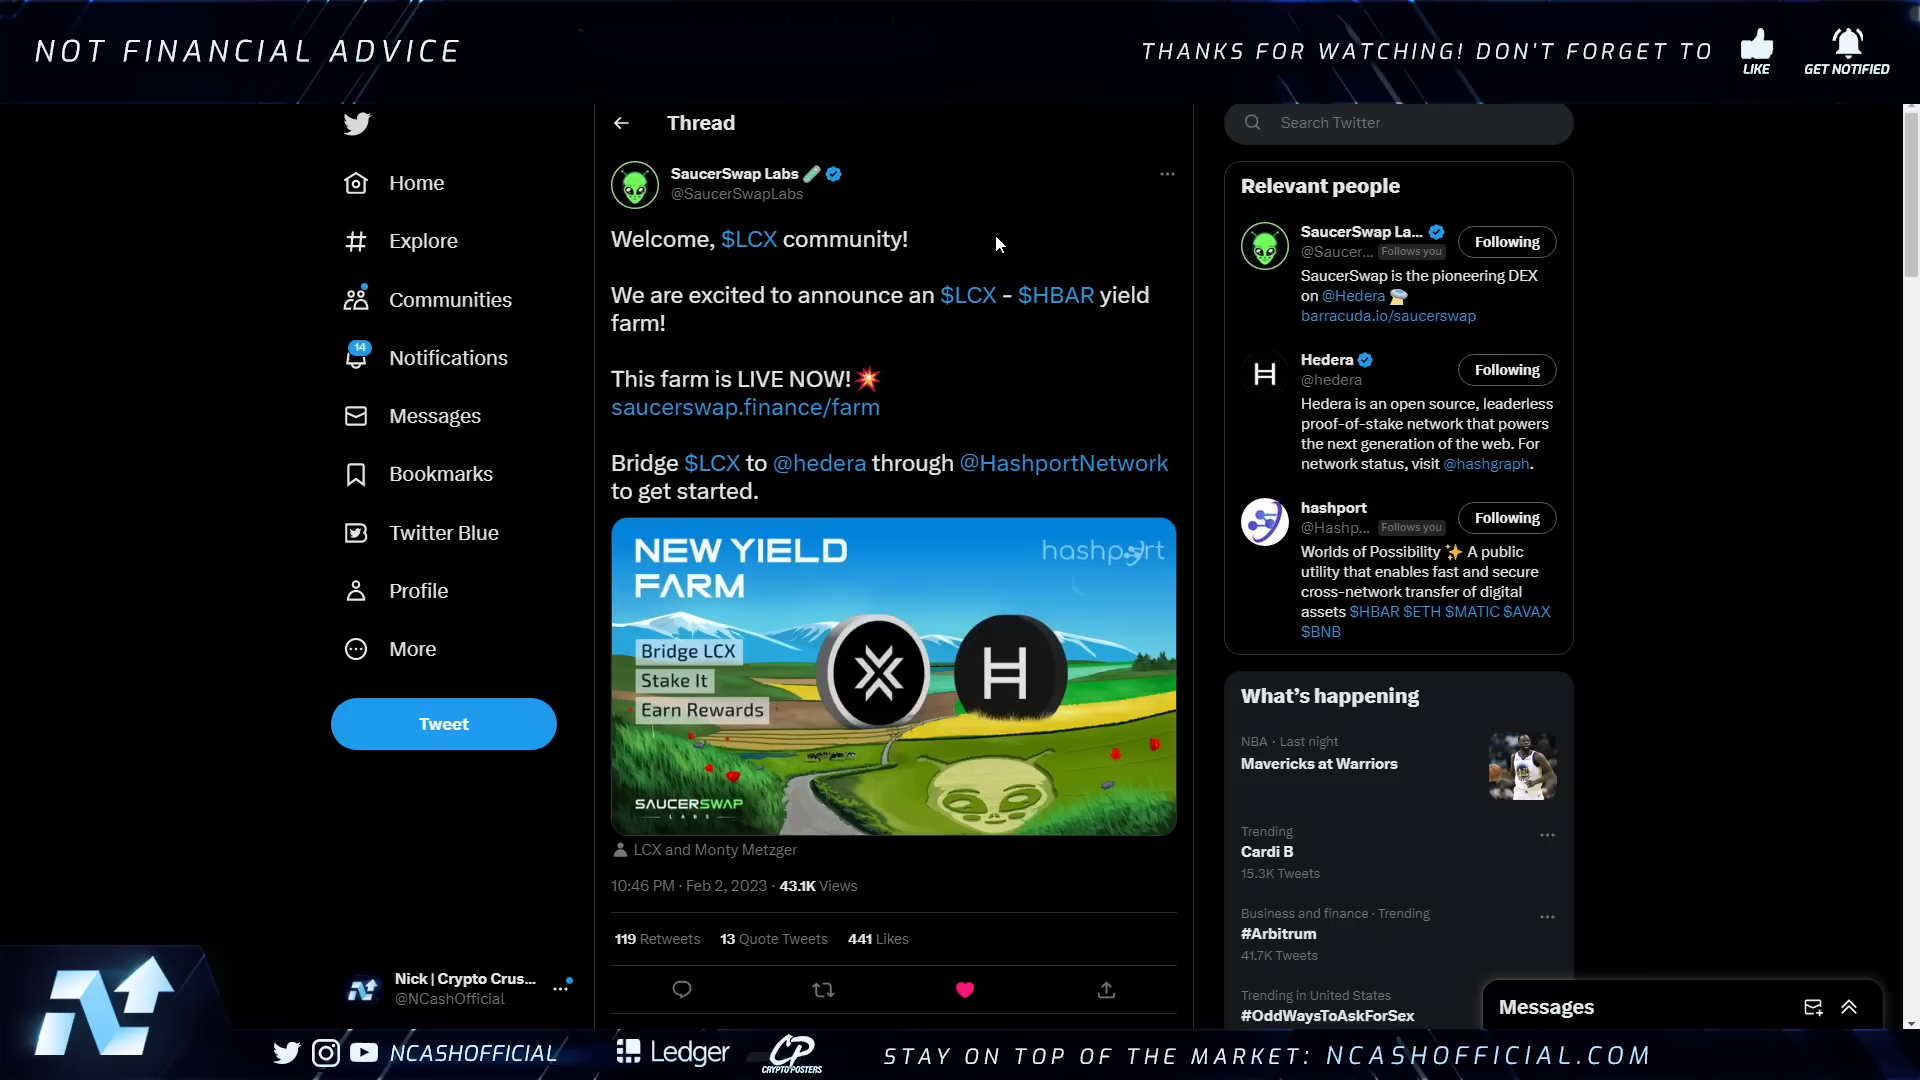 NOT FINANCIAL ADVICE
THANKS FOR WATCHING! DON'T FORGET TO
LIKE
GET NOTIFIED
Home
Explore
Communities
14
Notifications
Messages
Bookmarks
Twitter Blue
Profile
More
Tweet
Nick | Crypto Crus...
@NCashOfficial
Thread
SaucerSwap Labs
@SaucerSwapLabs
Welcome, $LCX community!
We are excited to announce an $LCX - $HBAR yield
farm!
This farm is LIVE NOW!
saucerswap.finance/farm
Bridge $LCX to @hedera through @HashportNetwork
to get started.
NEW YIELD
FARM
hashport
Bridge LCX
Stake It
Earn Rewards
SAUCERSWAP
LABS
LCX and Monty Metzger
10:46 PM · Feb 2, 2023 · 43.1K Views
119 Retweets 13 Quote Tweets 441 Likes
Search Twitter
Relevant people
SaucerSwap La...
@Saucer... Follows you
Following
SaucerSwap is the pioneering DEX
on @Hedera
barracuda.io/saucerswap
Hedera
@hedera
Following
Hedera is an open source, leaderless
proof-of-stake network that powers
the next generation of the web. For
network status, visit @hashgraph.
hashport
@Hashp... Follows you
Following
Worlds of Possibility ✨ A public
utility that enables fast and secure
cross-network transfer of digital
assets $HBAR $ETH $MATIC $AVAX
$BNB
What's happening
NBA · Last night
Mavericks at Warriors
Trending
Cardi B
15.3K Tweets
Business and finance · Trending
#Arbitrum
41.7K Tweets
Trending in United States
#OddWaysToAskForSex
Messages
NCASHOFFICIAL
Ledger
CP
CRYPTO POSTERS
STAY ON TOP OF THE MARKET: NCASHOFFICIAL.COM